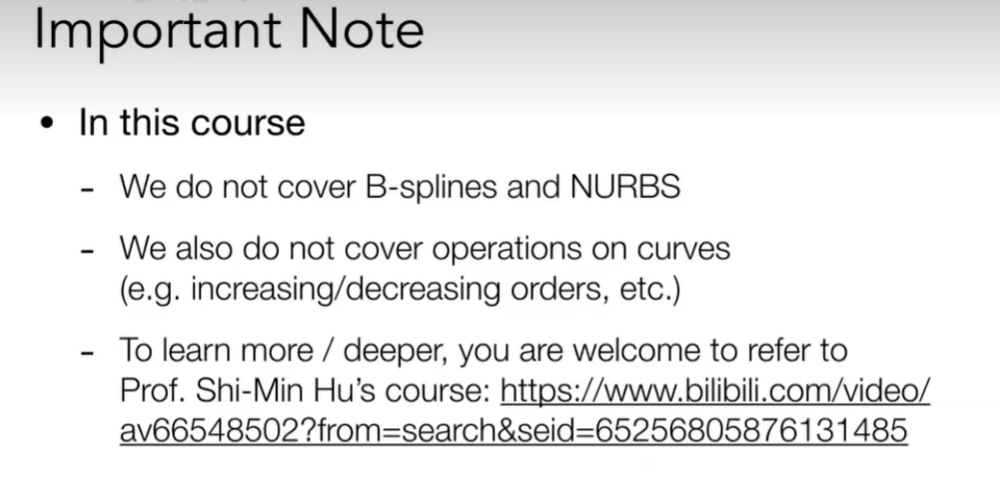 Important Note
• In this course
- We do not cover B-splines and NURBS
- We also do not cover operations on curves
(e.g. increasing/decreasing orders, etc.)
- To learn more / deeper, you are welcome to refer to
Prof. Shi-Min Hu's course: https://www.bilibili.com/video/
av66548502?from=search&seid=65256805876131485